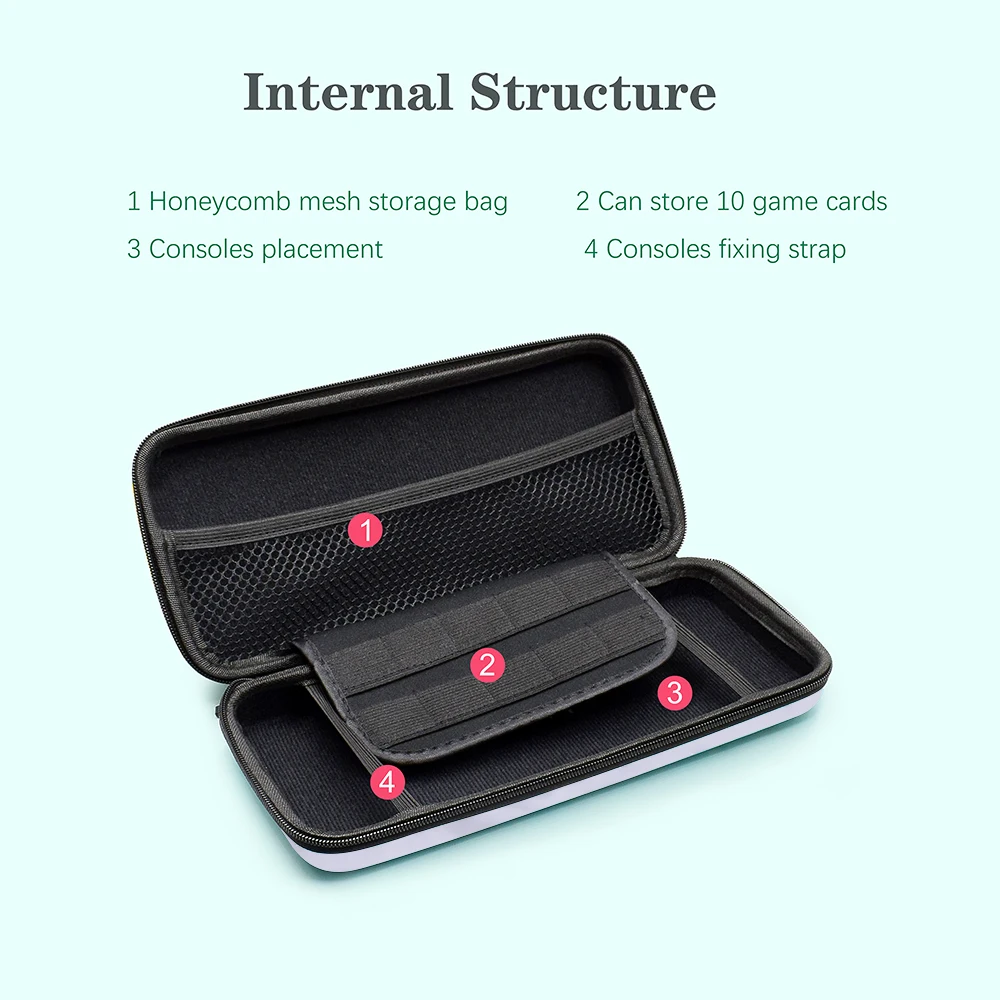 Internal Structure
1 Honeycomb mesh storage bag
2 Can store 10 game cards
3 Consoles placement
4 Consoles fixing strap
1
2
3
4